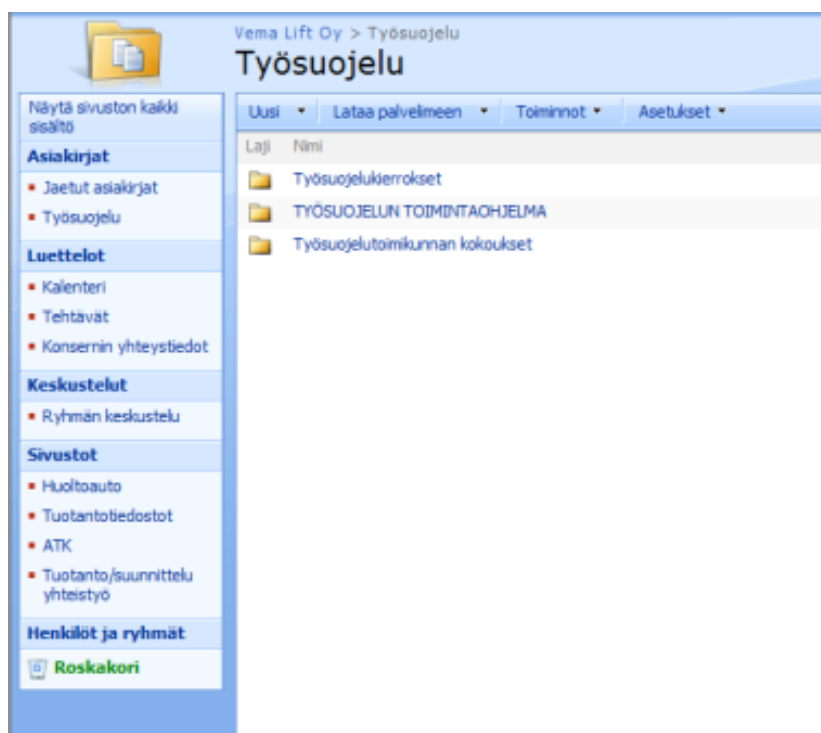 Vema Lift Oy > Työsuojelu
Työsuojelu
Näytä sivuston kaikki
sisältö
Asiakirjat
Jaetut asiakirjat
Työsuojelu
Luettelot
Kalenteri
Tehtävät
Konsernin yhteystiedot
Keskustelut
Ryhmän keskustelu
Sivustot
Huoltoauto
Tuotantotiedostot
ATK
Tuotanto/suunnittelu
yhteistyö
Henkilöt ja ryhmät
Roskakori
Uusi Lataa palvelimeen Toiminnot Asetukset
Laji Nimi
Työsuojelukierrokset
TYÖSUOJELUN TOIMINTAOHJELMA
Työsuojelutoimikunnan kokoukset